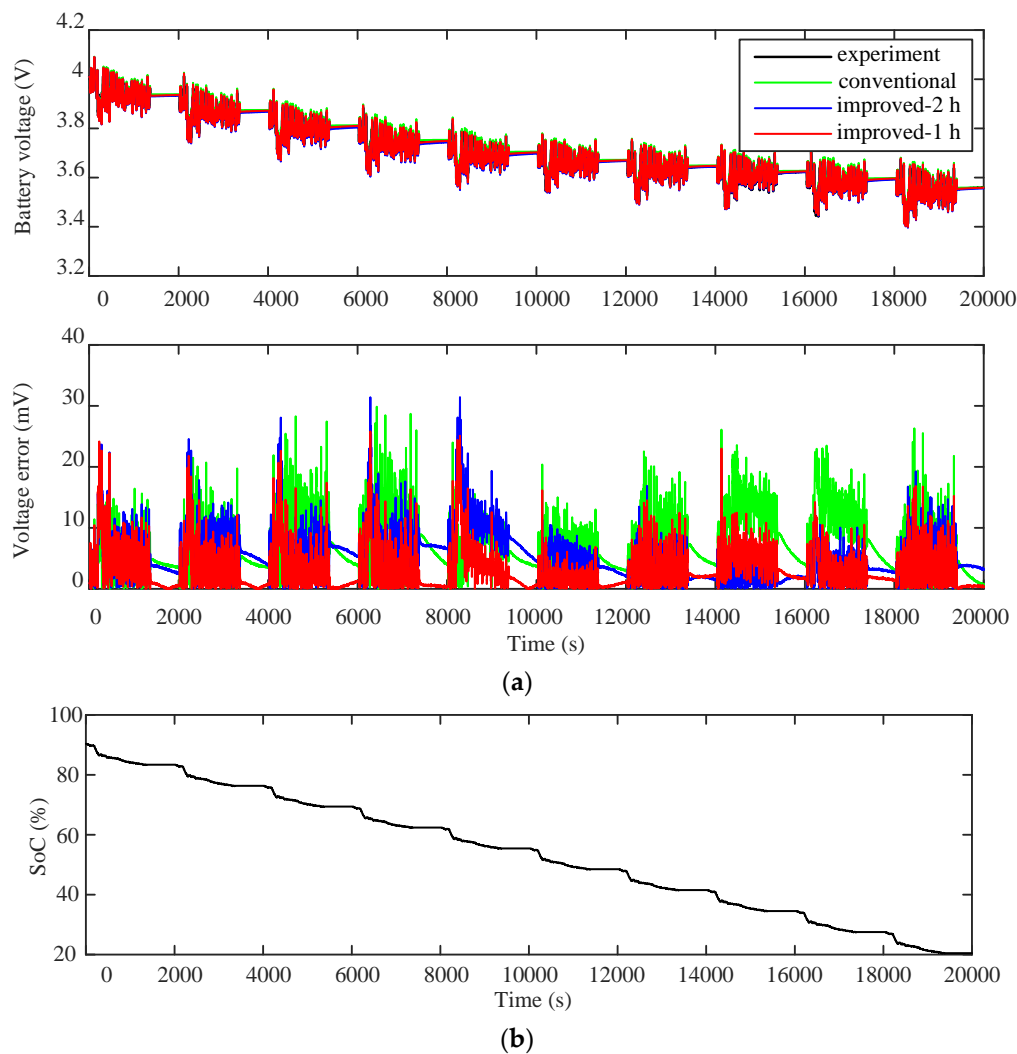 4.2
4
3.8
3.6
3.4
3.2
Battery voltage (V)
experiment
conventional
improved-2 h
improved-1 h
0 2000 4000 6000 8000 10000 12000 14000 16000 18000 20000
40
30
20
10
0
Voltage error (mV)
0 2000 4000 6000 8000 10000 12000 14000 16000 18000 20000
Time (s)
(a)
100
80
60
40
20
SoC (%)
0 2000 4000 6000 8000 10000 12000 14000 16000 18000 20000
Time (s)
(b)